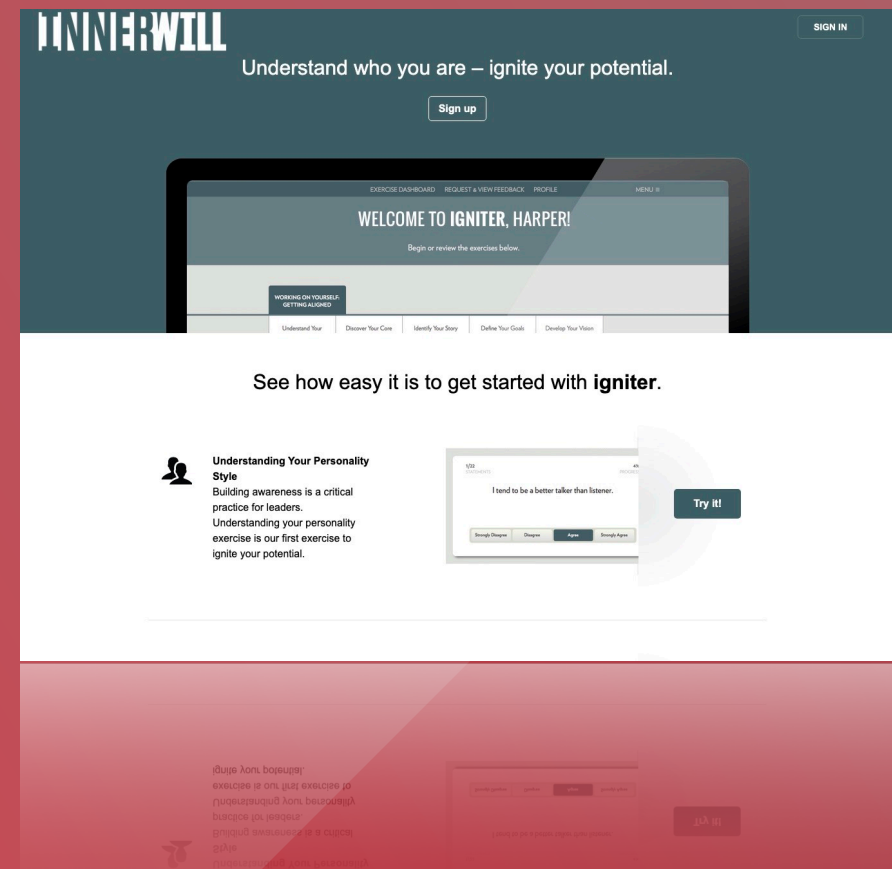 INNERWILL
SIGN IN
Understand who you are – ignite your potential.
Sign up
EXERCISE DASHBOARD REQUEST & VIEW FEEDBACK PROFILE MENU ≡
WELCOME TO IGNITER, HARPER!
Begin or review the exercises below.
WORKING ON YOURSELF:
GETTING ALIGNED
Understand Your Discover Your Core Identify Your Story Define Your Goals Develop Your Vision
See how easy it is to get started with igniter.
Understanding Your Personality
Style
Building awareness is a critical
practice for leaders.
Understanding your personality
exercise is our first exercise to
ignite your potential.
1/33
STATEMENTS
I tend to be a better talker than listener.
Strongly Disagree Disagree Agree Strongly Agree
Try it!